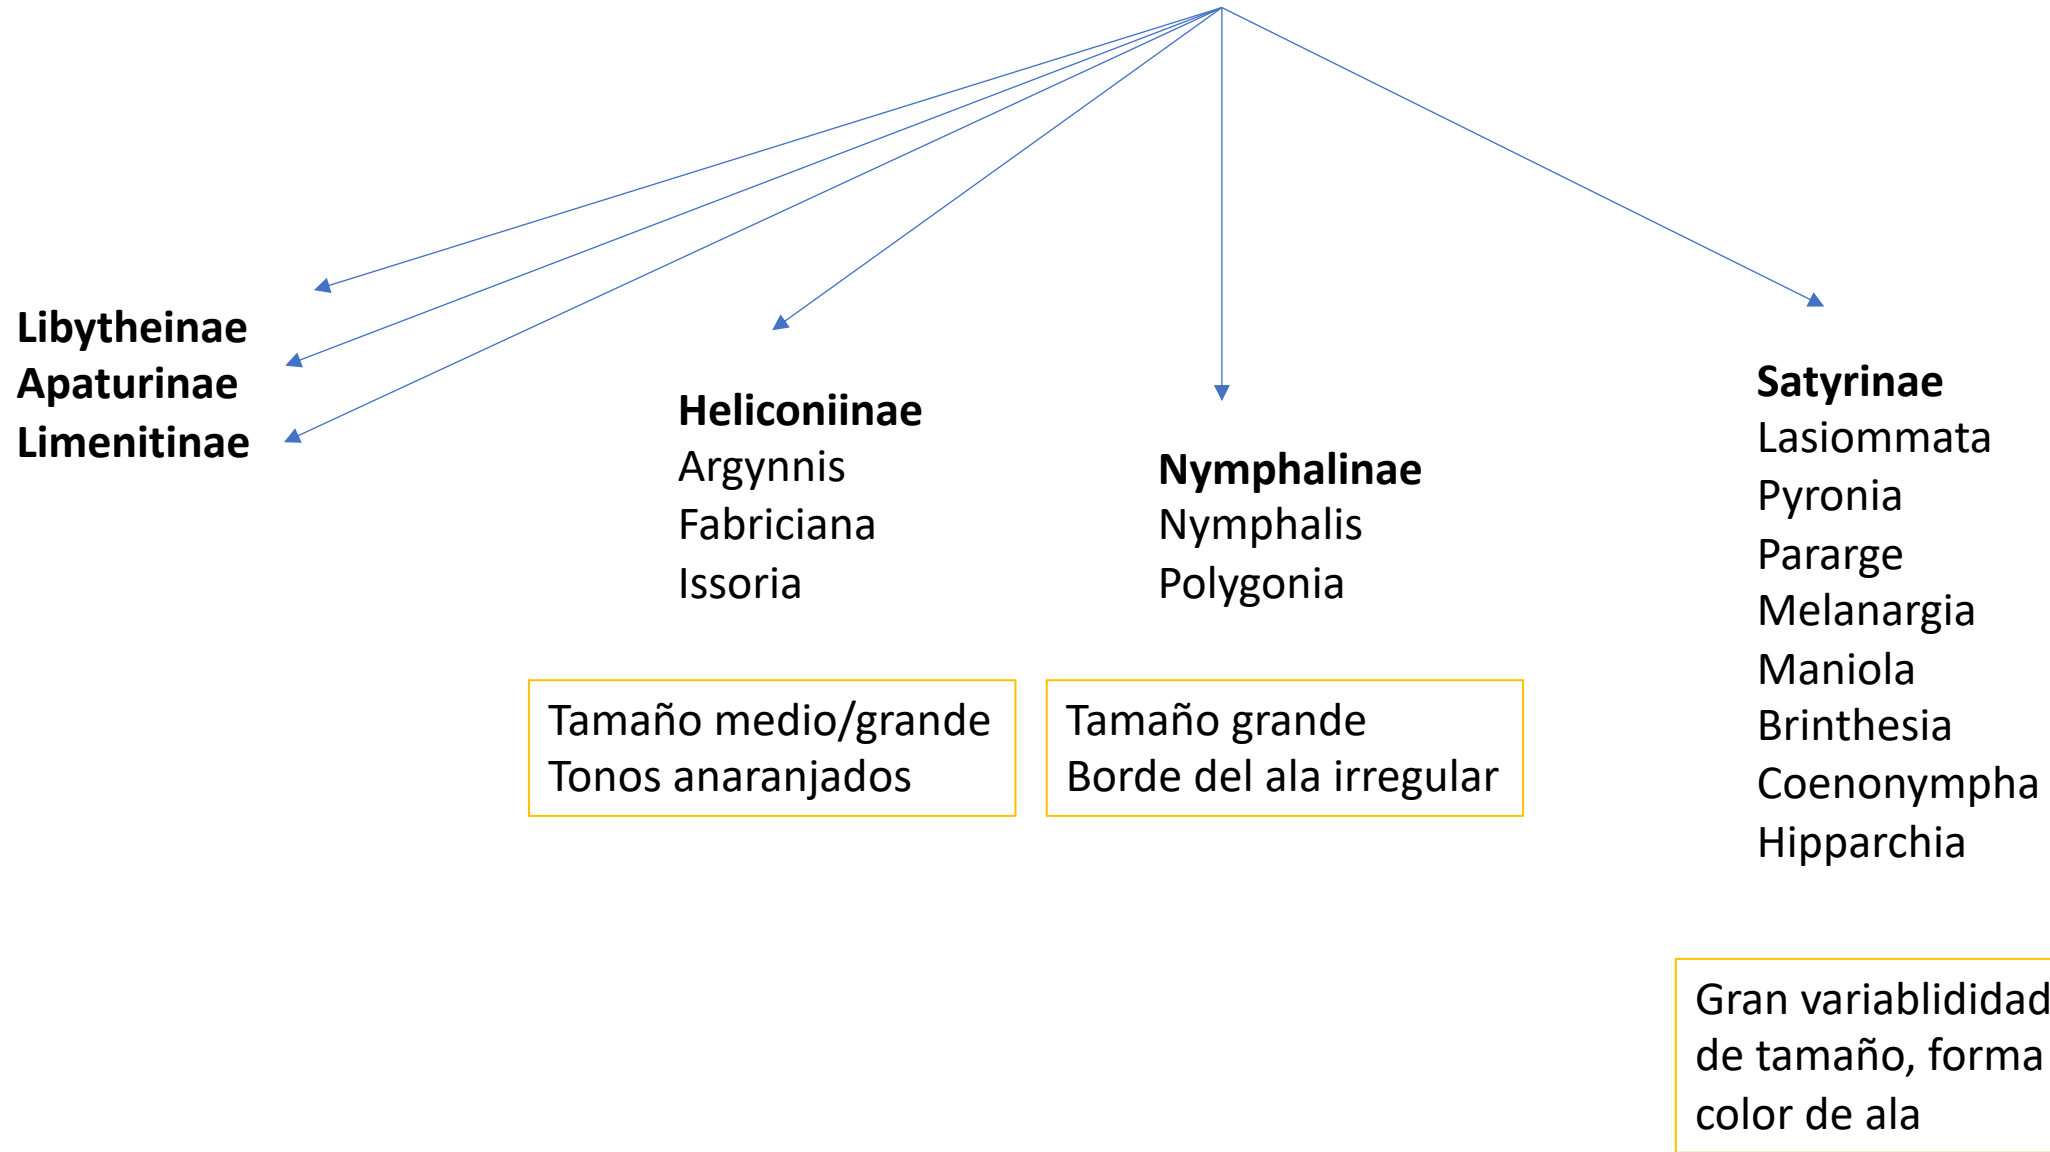 Libytheinae
Apaturinae
Limenitinae
Heliconiinae
Argynnis
Fabriciana
Issoria
Tamaño medio/grande
Tonos anaranjados
Nymphalinae
Nymphalis
Polygonia
Tamaño grande
Borde del ala irregular
Satyrinae
Lasiommata
Pyronia
Pararge
Melanargia
Maniola
Brinthesia
Coenonympha
Hipparchia
Gran variablididad
de tamaño, forma
color de ala